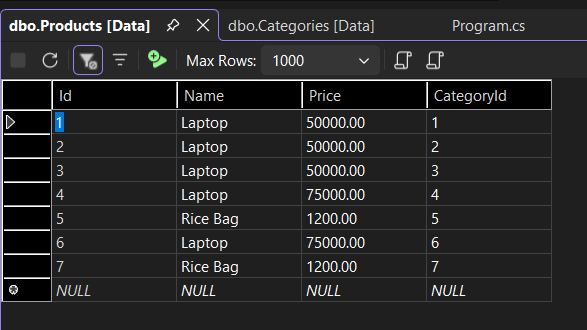 dbo.Products [Data] dbo.Categories [Data] Program.cs
Max Rows: 1000
Id Name Price CategoryId
1 Laptop 50000.00 1
2 Laptop 50000.00 2
3 Laptop 50000.00 3
4 Laptop 75000.00 4
5 Rice Bag 1200.00 5
6 Laptop 75000.00 6
7 Rice Bag 1200.00 7
NULL NULL NULL NULL